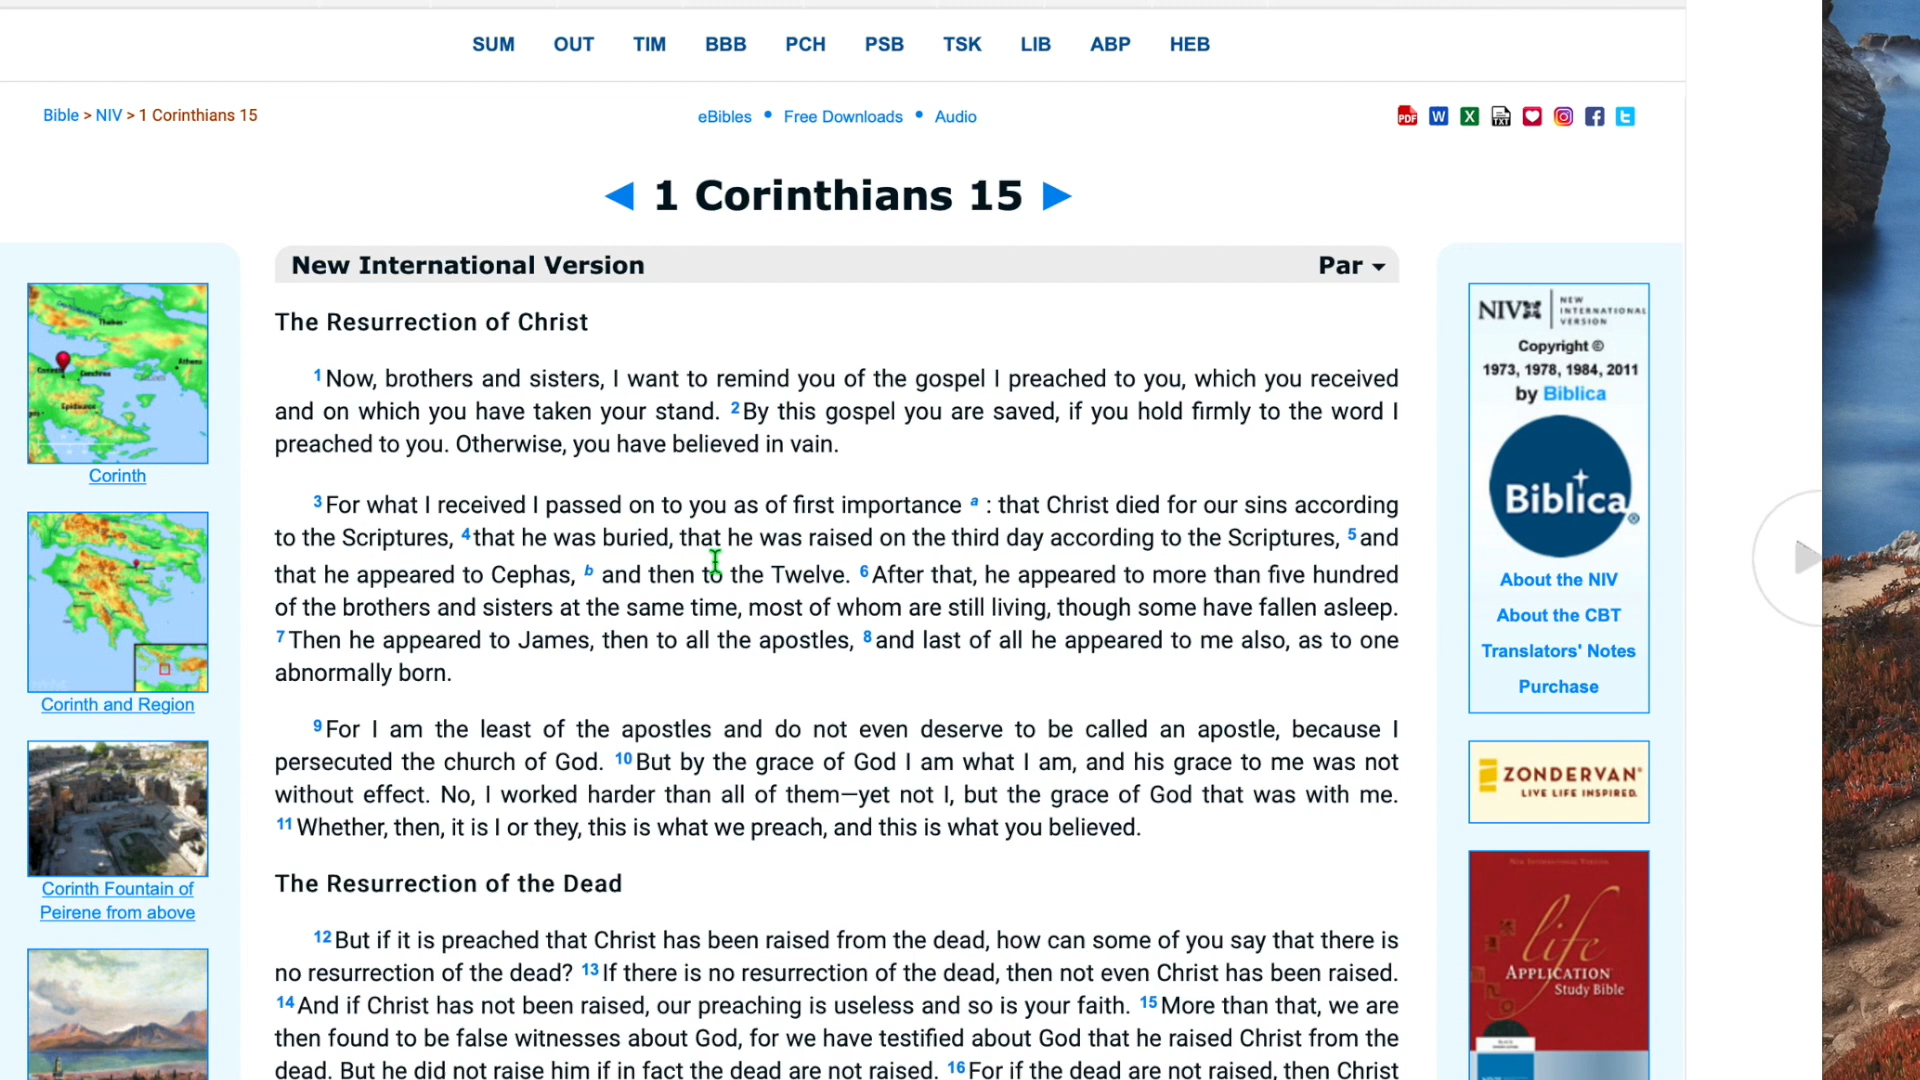 SUM OUT TIM BBB PCH PSB TSK LIB ABP HEB
Bible > NIV > 1 Corinthians 15
eBibles • Free Downloads • Audio
PDF W X TXT
◄ 1 Corinthians 15 ►
New International Version Par
The Resurrection of Christ
1 Now, brothers and sisters, I want to remind you of the gospel I preached to you, which you received
and on which you have taken your stand. 2 By this gospel you are saved, if you hold firmly to the word I
preached to you. Otherwise, you have believed in vain.
3 For what I received I passed on to you as of first importance a : that Christ died for our sins according
to the Scriptures, 4 that he was buried, that he was raised on the third day according to the Scriptures, 5 and
that he appeared to Cephas, b and then to the Twelve. 6 After that, he appeared to more than five hundred
of the brothers and sisters at the same time, most of whom are still living, though some have fallen asleep.
7 Then he appeared to James, then to all the apostles, 8 and last of all he appeared to me also, as to one
abnormally born.
9 For I am the least of the apostles and do not even deserve to be called an apostle, because I
persecuted the church of God. 10 But by the grace of God I am what I am, and his grace to me was not
without effect. No, I worked harder than all of them—yet not I, but the grace of God that was with me.
11 Whether, then, it is I or they, this is what we preach, and this is what you believed.
The Resurrection of the Dead
12 But if it is preached that Christ has been raised from the dead, how can some of you say that there is
no resurrection of the dead? 13 If there is no resurrection of the dead, then not even Christ has been raised.
14 And if Christ has not been raised, our preaching is useless and so is your faith. 15 More than that, we are
then found to be false witnesses about God, for we have testified about God that he raised Christ from the
dead. But he did not raise him if in fact the dead are not raised. 16 For if the dead are not raised, then Christ
Thebes
Athens
Cenchrea
Epidaurus
Corinth
Corinth and Region
Corinth Fountain of
Peirene from above
NIV NEW
INTERNATIONAL
VERSION
Copyright ©
1973, 1978, 1984, 2011
by Biblica
Biblica®
About the NIV
About the CBT
Translators' Notes
Purchase
ZONDERVAN®
LIVE LIFE INSPIRED.
NEW INTERNATIONAL VERSION
life
APPLICATION
Study Bible